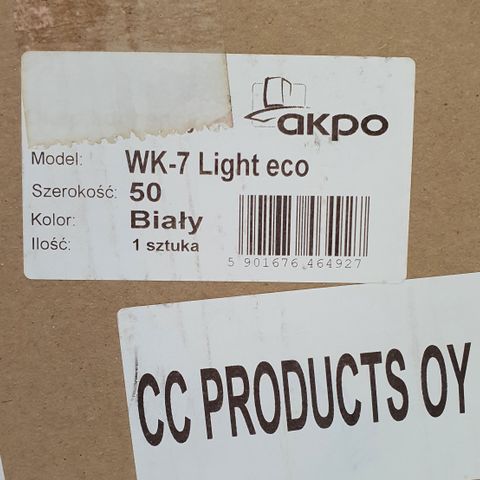 akpo
Model: WK-7 Light eco
Szerokość: 50
Kolor: Biały
Ilość: 1 sztuka
5 901676 464927
CC PRODUCTS OY